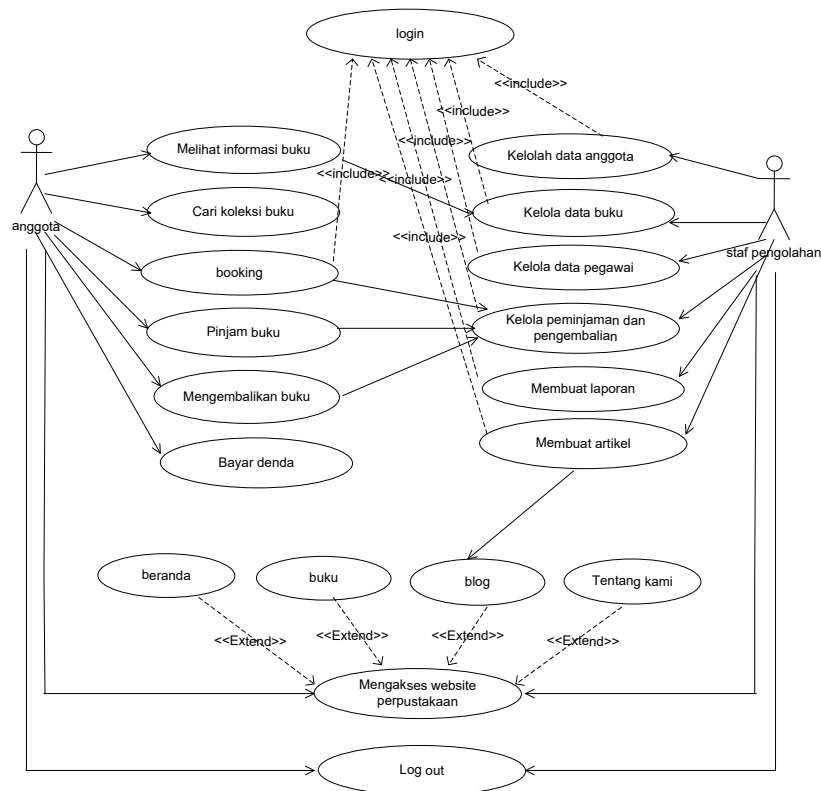 login
<<include>>
<<include>>
<<include>>
<<include>>
<<include>>
<<include>>
<<include>>
anggota
Melihat informasi buku
Cari koleksi buku
booking
Pinjam buku
Mengembalikan buku
Bayar denda
Kelolah data anggota
Kelola data buku
Kelola data pegawai
Kelola peminjaman dan
pengembalian
Membuat laporan
Membuat artikel
staf pengolahan
beranda
buku
blog
Tentang kami
<<Extend>>
<<Extend>>
<<Extend>>
<<Extend>>
Mengakses website
perpustakaan
Log out